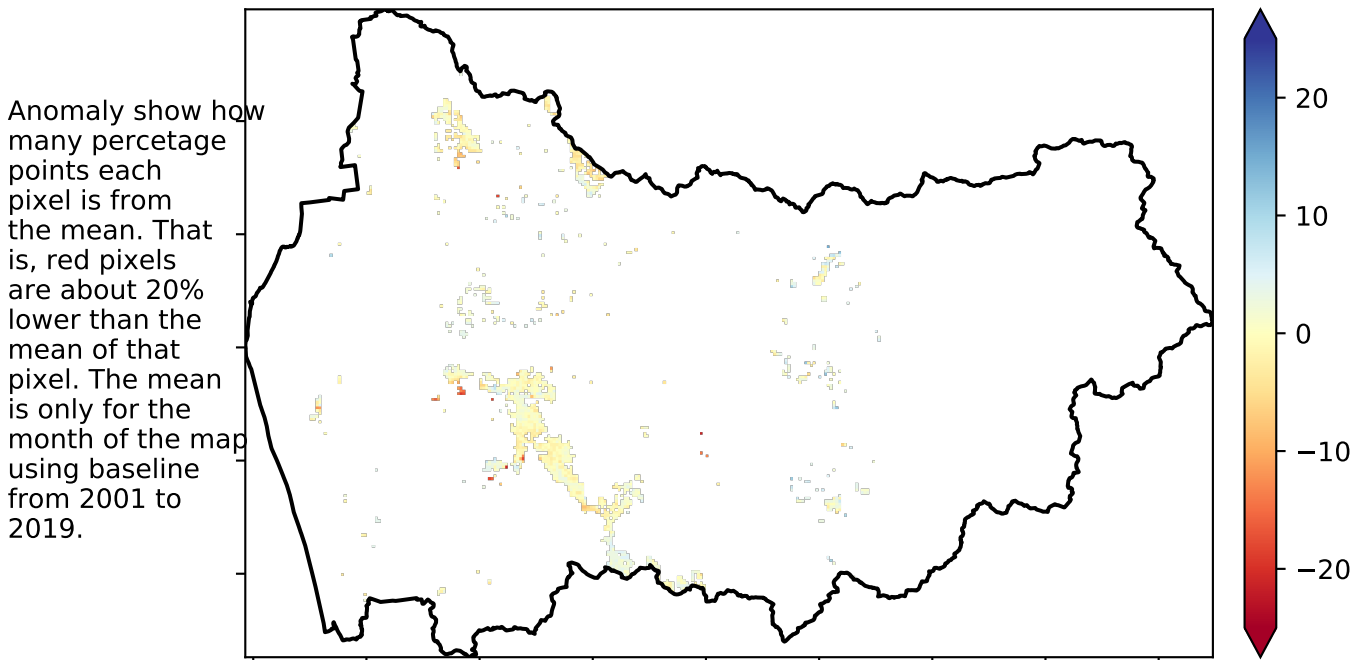 Anomaly show how
many percetage
points each
pixel is from
the mean. That
is, red pixels
are about 20%
lower than the
mean of that
pixel. The mean
is only for the
month of the map
using baseline
from 2001 to
2019.
20
10
0
−10
−20